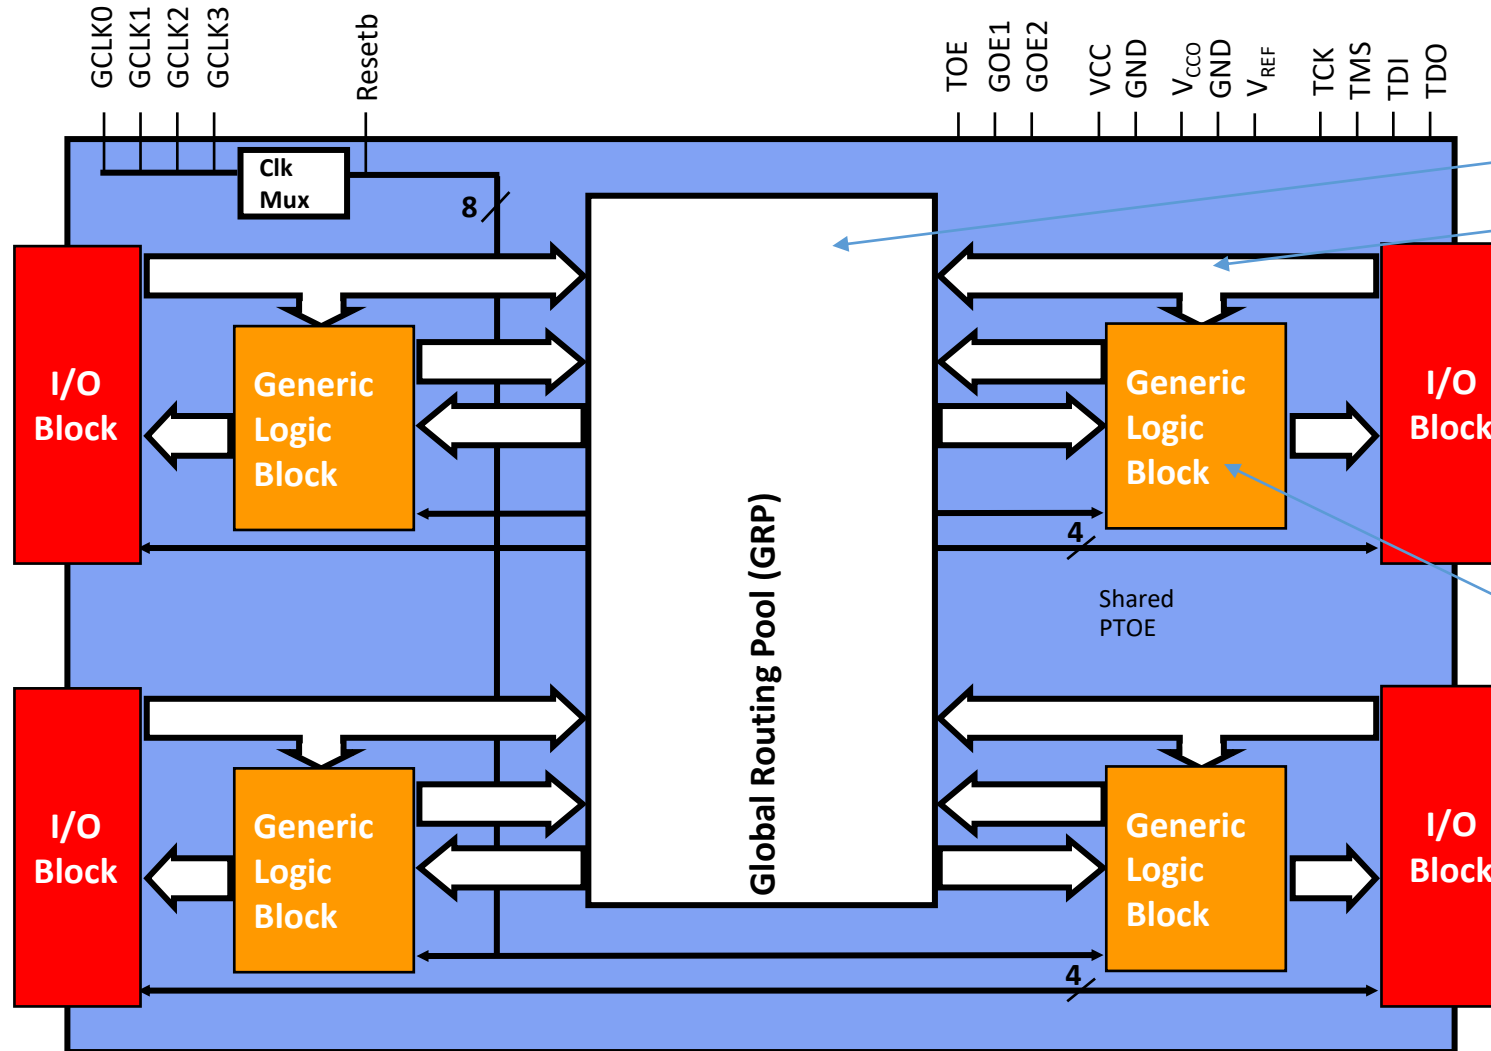 GCLK0
GCLK1
GCLK2
GCLK3
Resetb
TOE
GOE1
GOE2
VCC
GND
VCCO
GND
VREF
TCK
TMS
TDI
TDO
Clk
Mux
8
I/O
Block
Generic
Logic
Block
Global Routing Pool (GRP)
Generic
Logic
Block
I/O
Block
4
Shared
PTOE
I/O
Block
Generic
Logic
Block
Generic
Logic
Block
I/O
Block
4